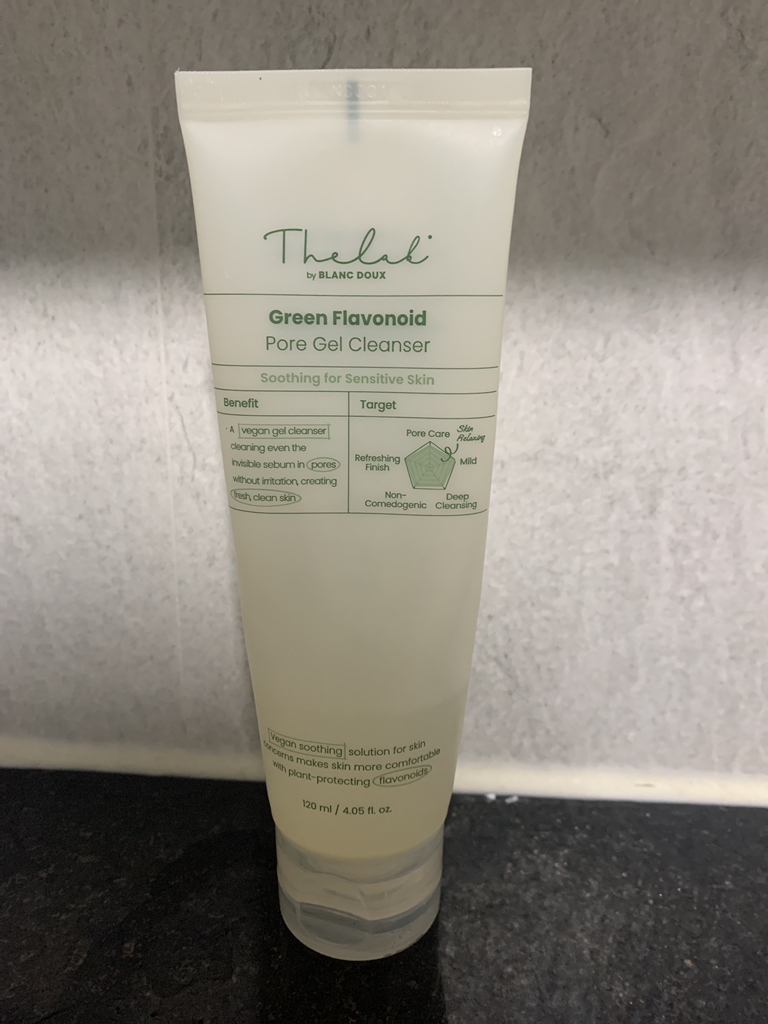 Thelab
by BLANC DOUX
Green Flavonoid
Pore Gel Cleanser
Soothing for Sensitive Skin
Benefit
· A vegan gel cleanser
cleaning even the
invisible sebum in pores
without irritation, creating
fresh, clean skin
Target
Pore Care
Skin
Relaxing
Refreshing
Finish
Mild
Non-
Comedogenic
Deep
Cleansing
Vegan soothing solution for skin
concerns makes skin more comfortable
with plant-protecting flavonoids
120 ml / 4.05 fl. oz.